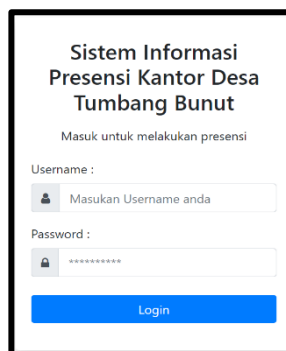 Sistem Informasi
Presensi Kantor Desa
Tumbang Bunut
Masuk untuk melakukan presensi
Username :
Masukan Username anda
Password :
**********
Login